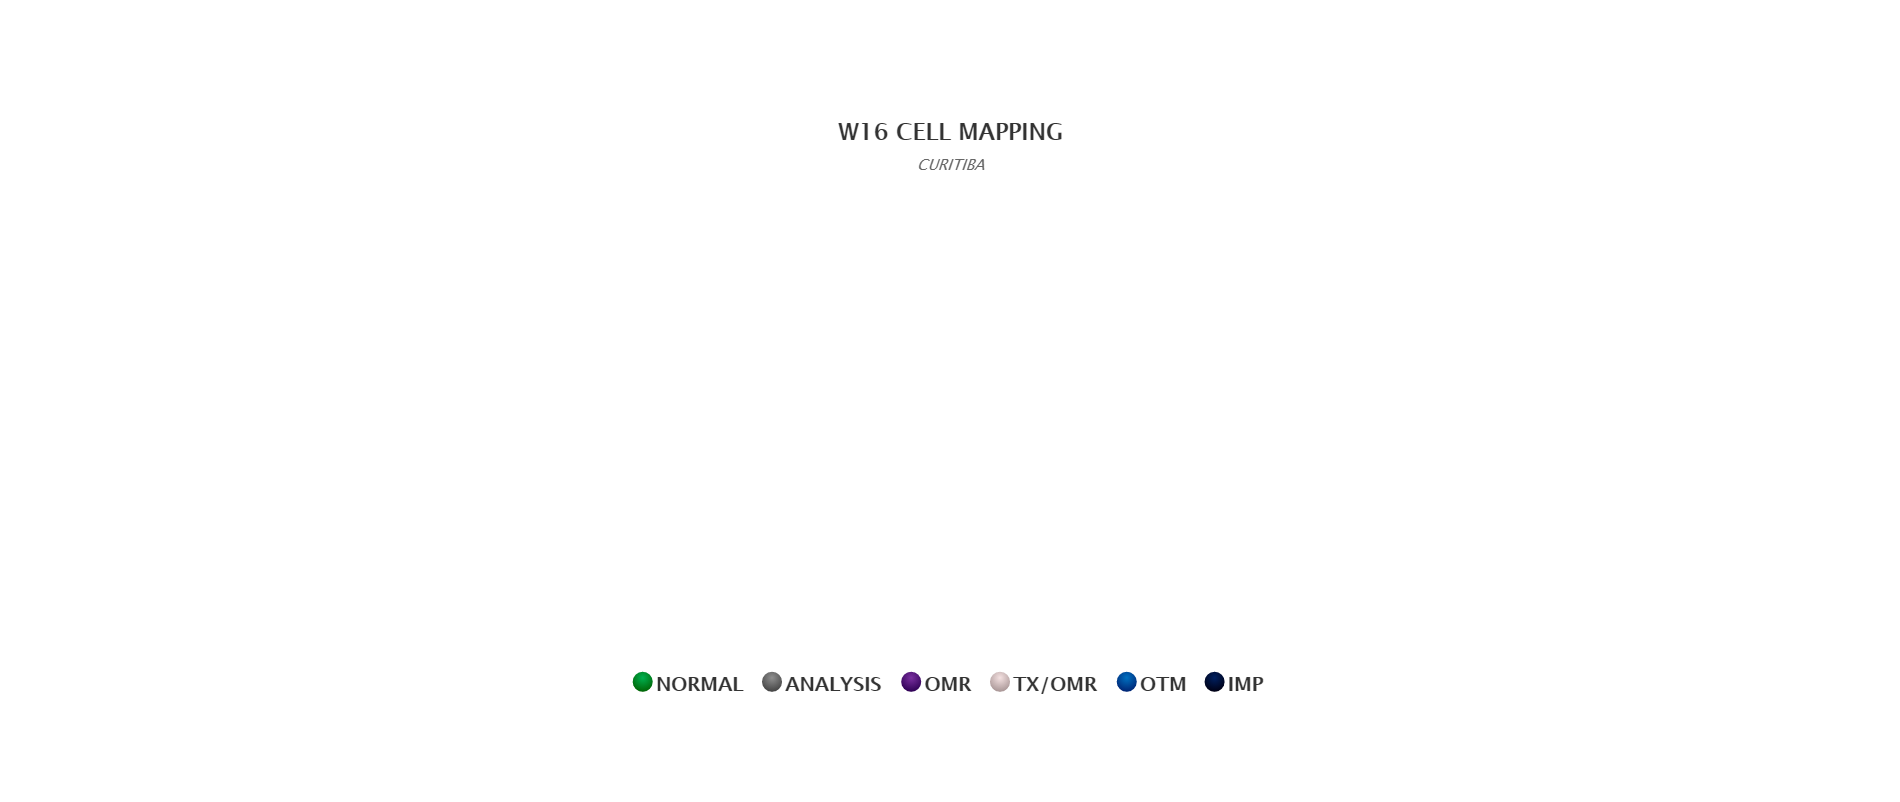 W16 CELL MAPPING
CURITIBA
NORMAL ANALYSIS OMR TX/OMR OTM IMP